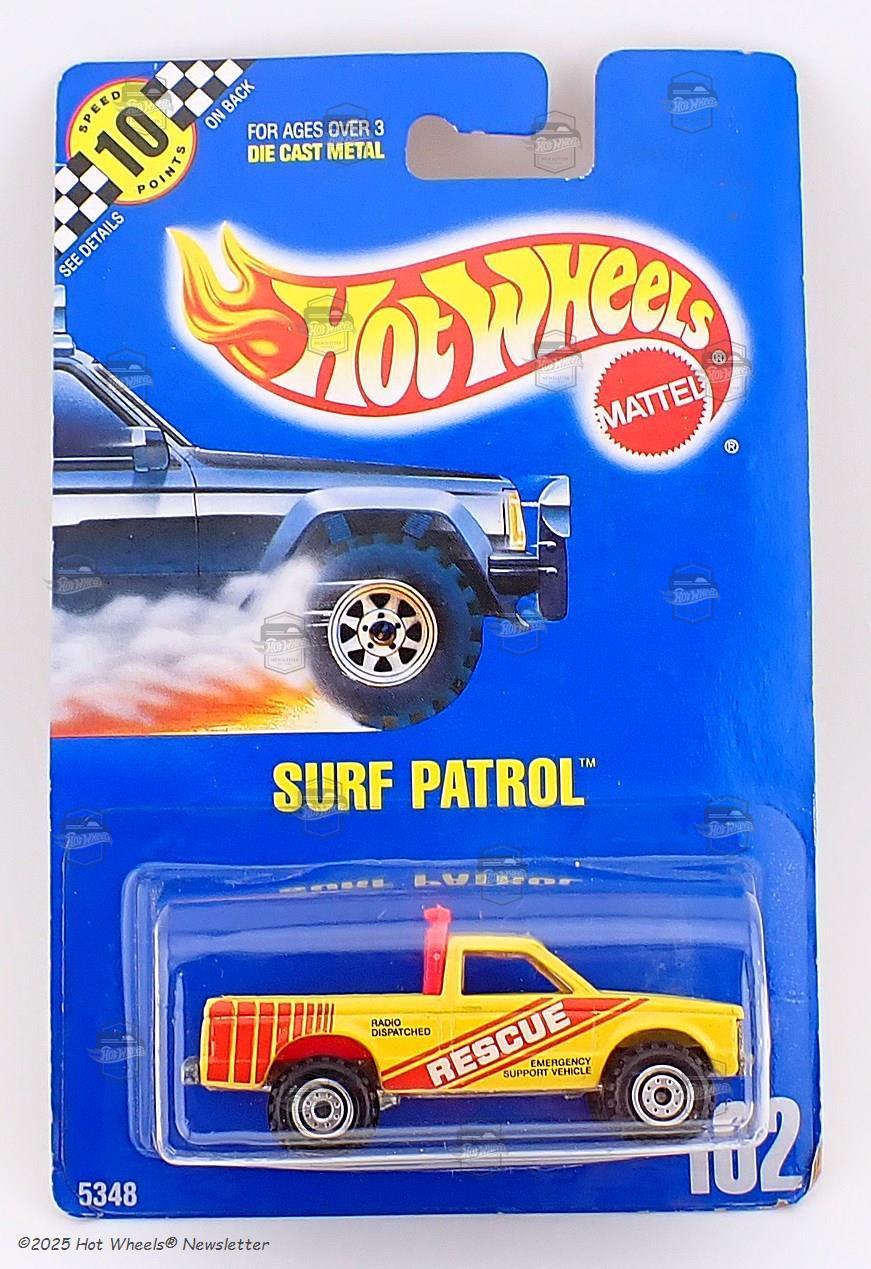 SPEED
10
POINTS
ON BACK
SEE DETAILS
FOR AGES OVER 3
DIE CAST METAL
HOT WHEELS®
MATTEL
®
SURF PATROL™
RADIO
DISPATCHED
RESCUE
EMERGENCY
SUPPORT VEHICLE
162
5348
©2025 Hot Wheels® Newsletter